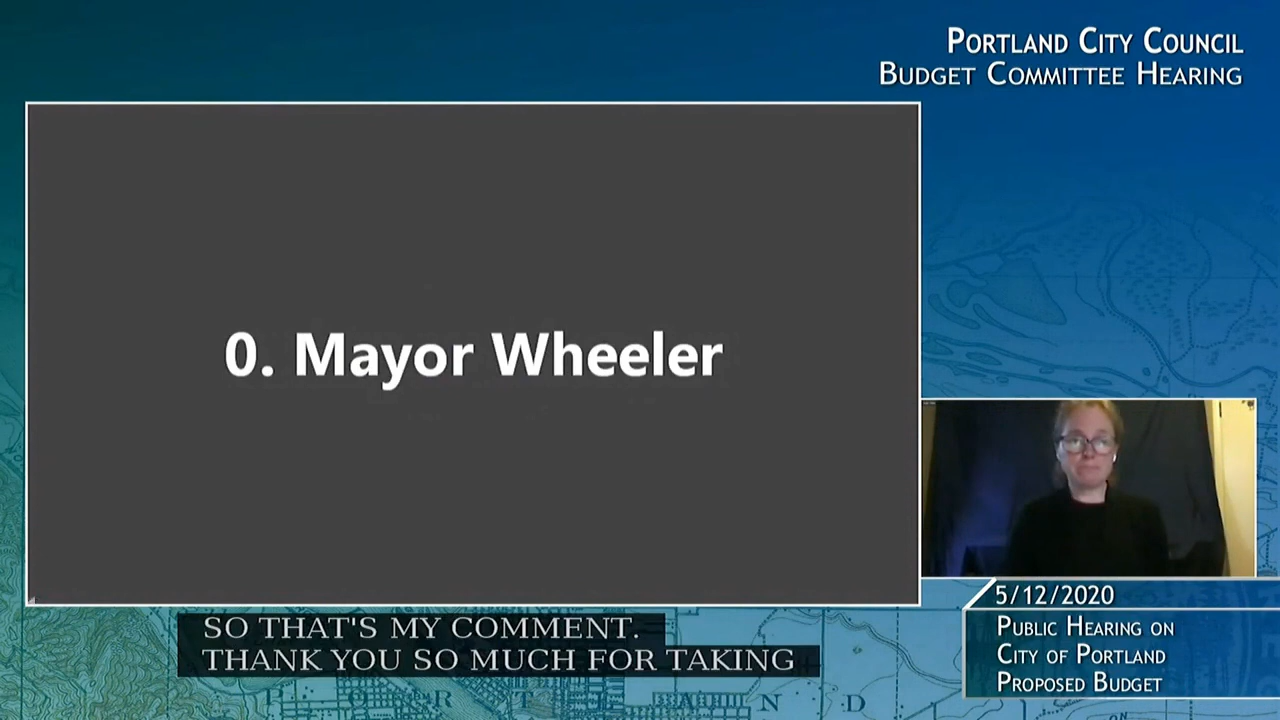 Portland City Council
Budget Committee Hearing
0. Mayor Wheeler
5/12/2020
Public Hearing on
City of Portland
Proposed Budget
SO THAT'S MY COMMENT.
THANK YOU SO MUCH FOR TAKING